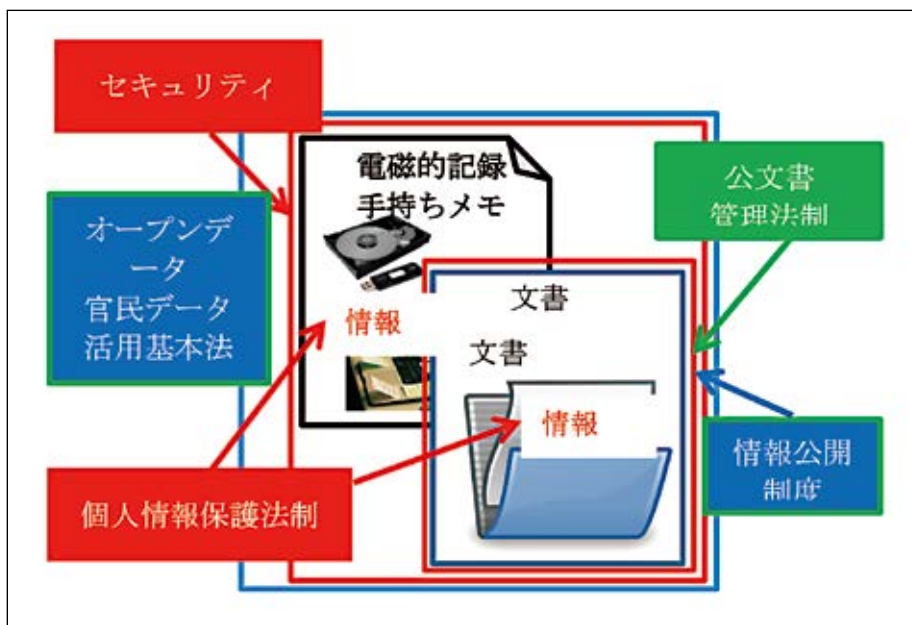 セキュリティ
電磁的記録
手持ちメモ
公文書
管理法制
オープンデ
ータ
官民データ
活用基本法
文書
情報
文書
情報
情報公開
制度
個人情報保護法制